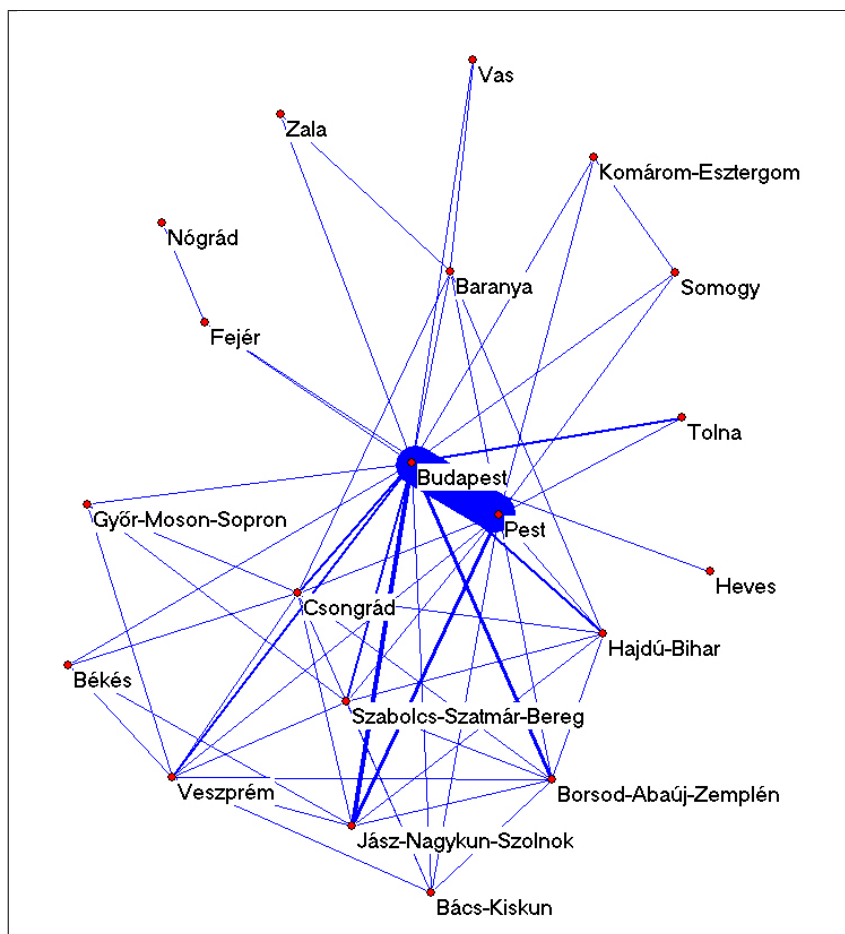 Vas
Zala
Komárom-Esztergom
Nógrád
Baranya
Somogy
Fejér
Tolna
Budapest
Győr-Moson-Sopron
Pest
Heves
Csongrád
Hajdú-Bihar
Békés
Szabolcs-Szatmár-Bereg
Veszprém
Borsod-Abaúj-Zemplén
Jász-Nagykun-Szolnok
Bács-Kiskun